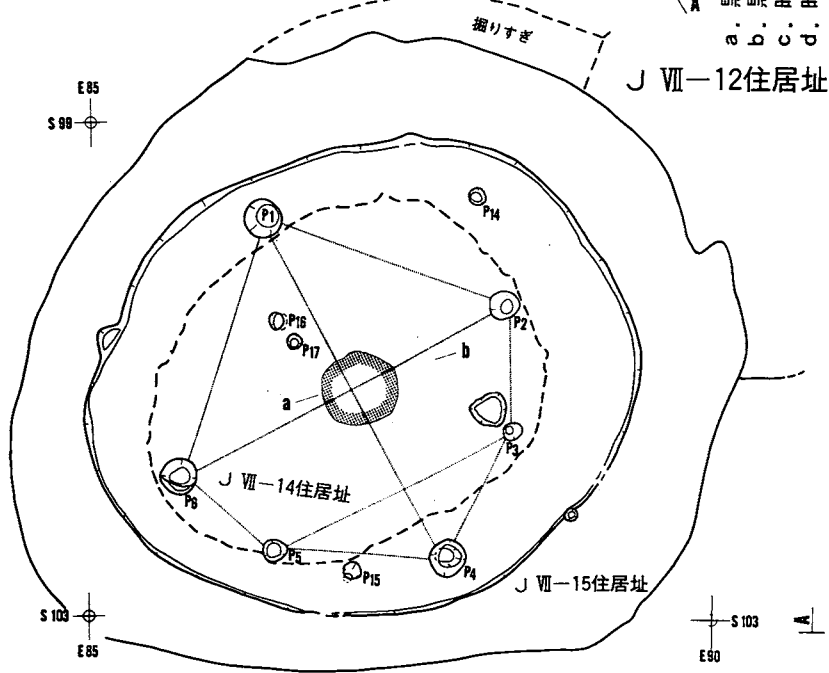 掘りすぎ
A
a.
b.
c.
d.
J Ⅶ－12住居址
E85
S99
P1
P14
P2
P16
P17
b
a
P3
J Ⅶ－14住居址
P6
P5
P15
P4
J Ⅶ－15住居址
S103
E85
S103
E90
A